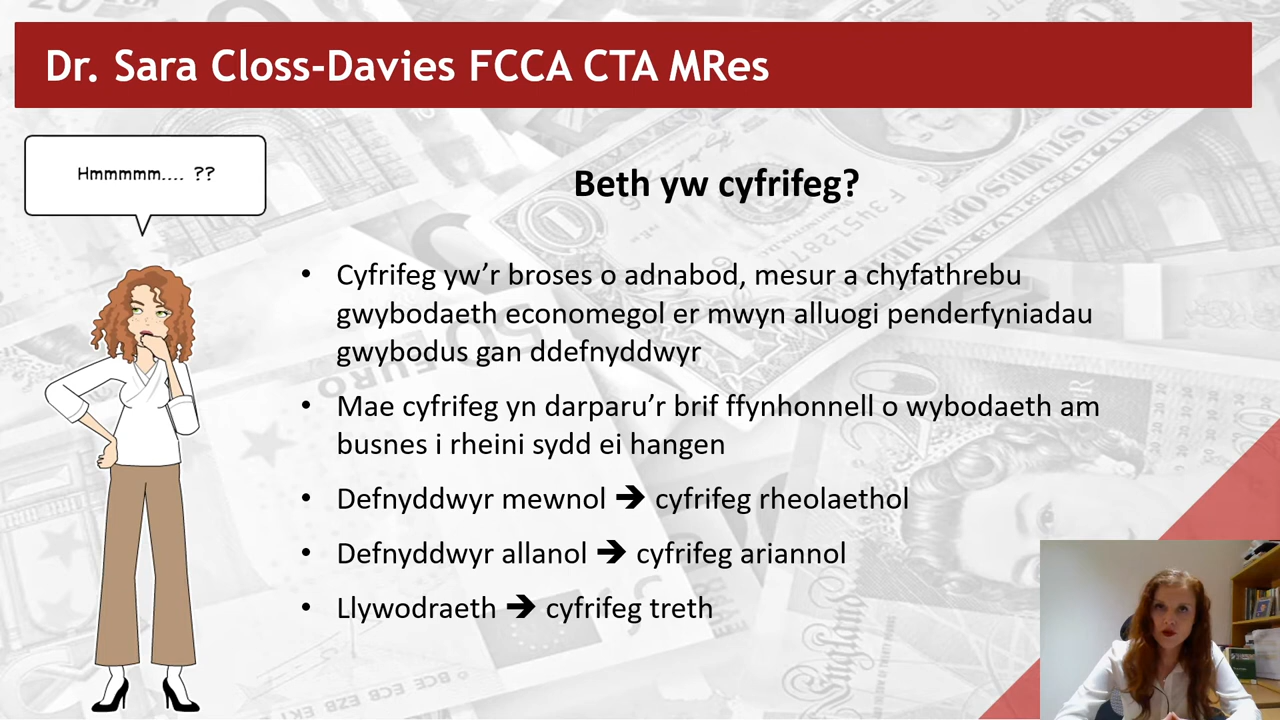 Dr. Sara Closs-Davies FCCA CTA MRes
Hmmmmm.... ??
Beth yw cyfrifeg?
• Cyfrifeg yw’r broses o adnabod, mesur a chyfathrebu
gwybodaeth economegol er mwyn alluogi penderfyniadau
gwybodus gan ddefnyddwyr
• Mae cyfrifeg yn darparu’r brif ffynhonnell o wybodaeth am
busnes i rheini sydd ei hangen
• Defnyddwyr mewnol ➔ cyfrifeg rheolaethol
• Defnyddwyr allanol ➔ cyfrifeg ariannol
• Llywodraeth ➔ cyfrifeg treth
50 EURO